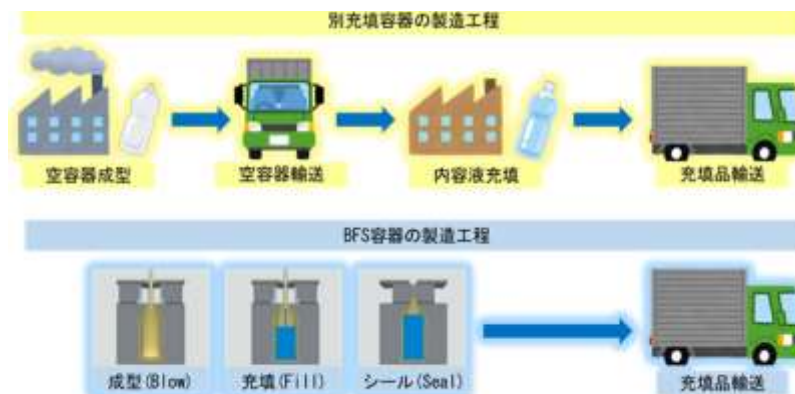 別充填容器の製造工程
空容器成型
空容器輸送
内容液充填
充填品輸送
BFS容器の製造工程
成型(Blow)
充填(Fill)
シール(Seal)
充填品輸送